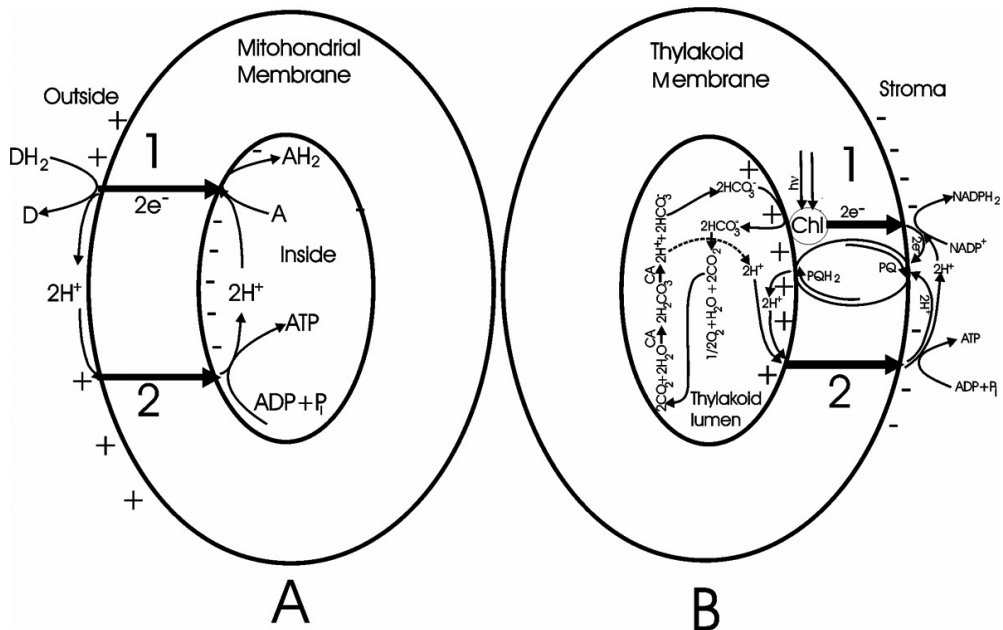 Mitohondrial
Membrane
Outside
+
+
DH₂
D
1
2e⁻
-
AH₂
A
Inside
2H⁺
2H⁺
-
-
-
-
-
-
ATP
ADP+Pᵢ
+
2
+
+
-
A
Thylakoid
Membrane
Stroma
-
-
-
-
-
-
-
1
hν
Chl
2e⁻
+
+
+
+
+
+
2HCO₃⁻
2HCO₃⁻
2CO₂+2H₂O
CA
2H₂CO₃
CA
2H⁺+2HCO₃⁻
1/2O₂+H₂O+2CO₂
2H⁺
2H⁺
PQH₂
PQ
2e⁻
NADPH₂
NADP⁺
2H⁺
2H⁺
ATP
ADP+Pᵢ
2
Thylakoid
lumen
B